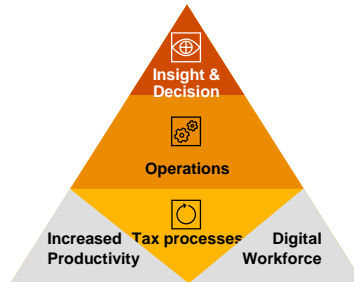 Insight &
Decision
Operations
Increased
Productivity
Tax processes
Digital
Workforce